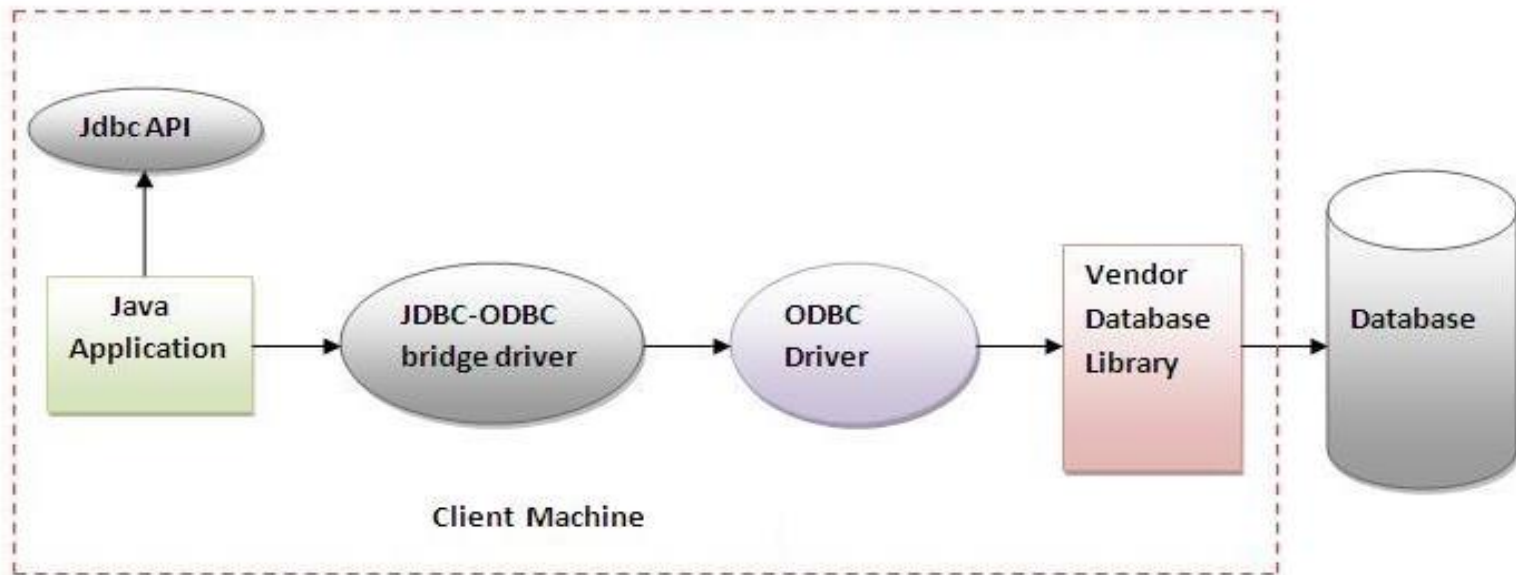 Jdbc API
Java
Application
JDBC-ODBC
bridge driver
ODBC
Driver
Vendor
Database
Library
Database
Client Machine